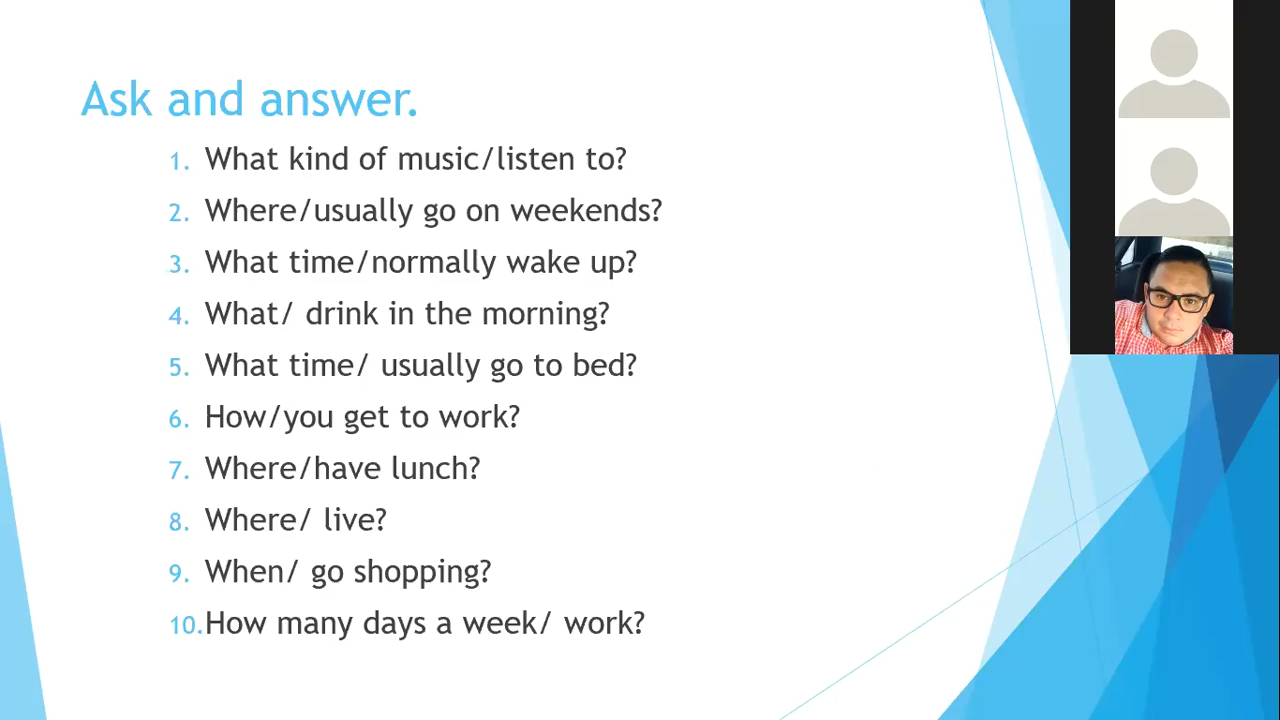 Ask and answer.
1. What kind of music/listen to?
2. Where/usually go on weekends?
3. What time/normally wake up?
4. What/ drink in the morning?
5. What time/ usually go to bed?
6. How/you get to work?
7. Where/have lunch?
8. Where/ live?
9. When/ go shopping?
10. How many days a week/ work?